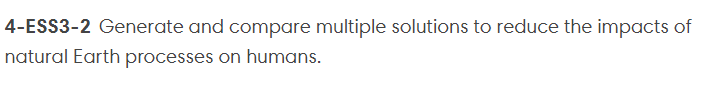 4-ESS3-2 Generate and compare multiple solutions to reduce the impacts of
natural Earth processes on humans.